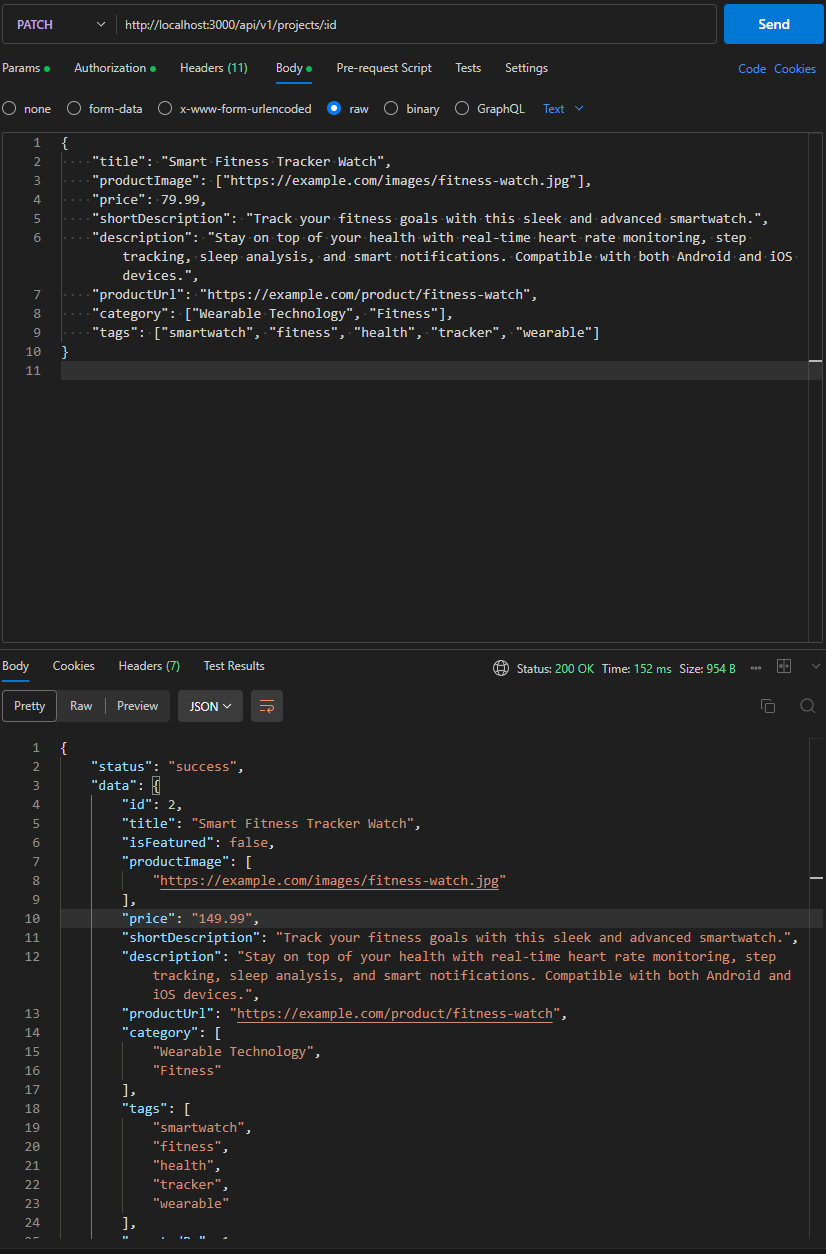 PATCH http://localhost:3000/api/v1/projects/:id Send
Params Authorization Headers (11) Body Pre-request Script Tests Settings Code Cookies
none form-data x-www-form-urlencoded raw binary GraphQL Text
1 {
2 "title": "Smart Fitness Tracker Watch",
3 "productImage": ["https://example.com/images/fitness-watch.jpg"],
4 "price": 79.99,
5 "shortDescription": "Track your fitness goals with this sleek and advanced smartwatch.",
6 "description": "Stay on top of your health with real-time heart rate monitoring, step
tracking, sleep analysis, and smart notifications. Compatible with both Android and iOS
devices.",
7 "productUrl": "https://example.com/product/fitness-watch",
8 "category": ["Wearable Technology", "Fitness"],
9 "tags": ["smartwatch", "fitness", "health", "tracker", "wearable"]
10 }
11
Body Cookies Headers (7) Test Results Status: 200 OK Time: 152 ms Size: 954 B
Pretty Raw Preview JSON
1 {
2 "status": "success",
3 "data": {
4 "id": 2,
5 "title": "Smart Fitness Tracker Watch",
6 "isFeatured": false,
7 "productImage": [
8 "https://example.com/images/fitness-watch.jpg"
9 ],
10 "price": "149.99",
11 "shortDescription": "Track your fitness goals with this sleek and advanced smartwatch.",
12 "description": "Stay on top of your health with real-time heart rate monitoring, step
tracking, sleep analysis, and smart notifications. Compatible with both Android and
iOS devices.",
13 "productUrl": "https://example.com/product/fitness-watch",
14 "category": [
15 "Wearable Technology",
16 "Fitness"
17 ],
18 "tags": [
19 "smartwatch",
20 "fitness",
21 "health",
22 "tracker",
23 "wearable"
24 ],